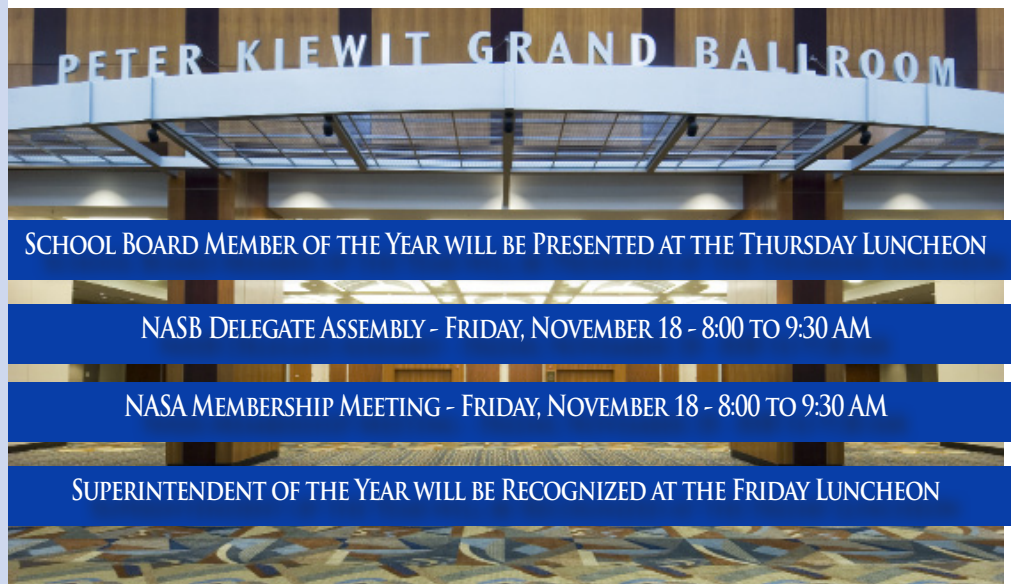 PETER KIEWIT GRAND BALLROOM
School Board Member of the Year will be Presented at the Thursday Luncheon
NASB Delegate Assembly - Friday, November 18 - 8:00 to 9:30 AM
NASA Membership Meeting - Friday, November 18 - 8:00 to 9:30 AM
Superintendent of the Year will be Recognized at the Friday Luncheon